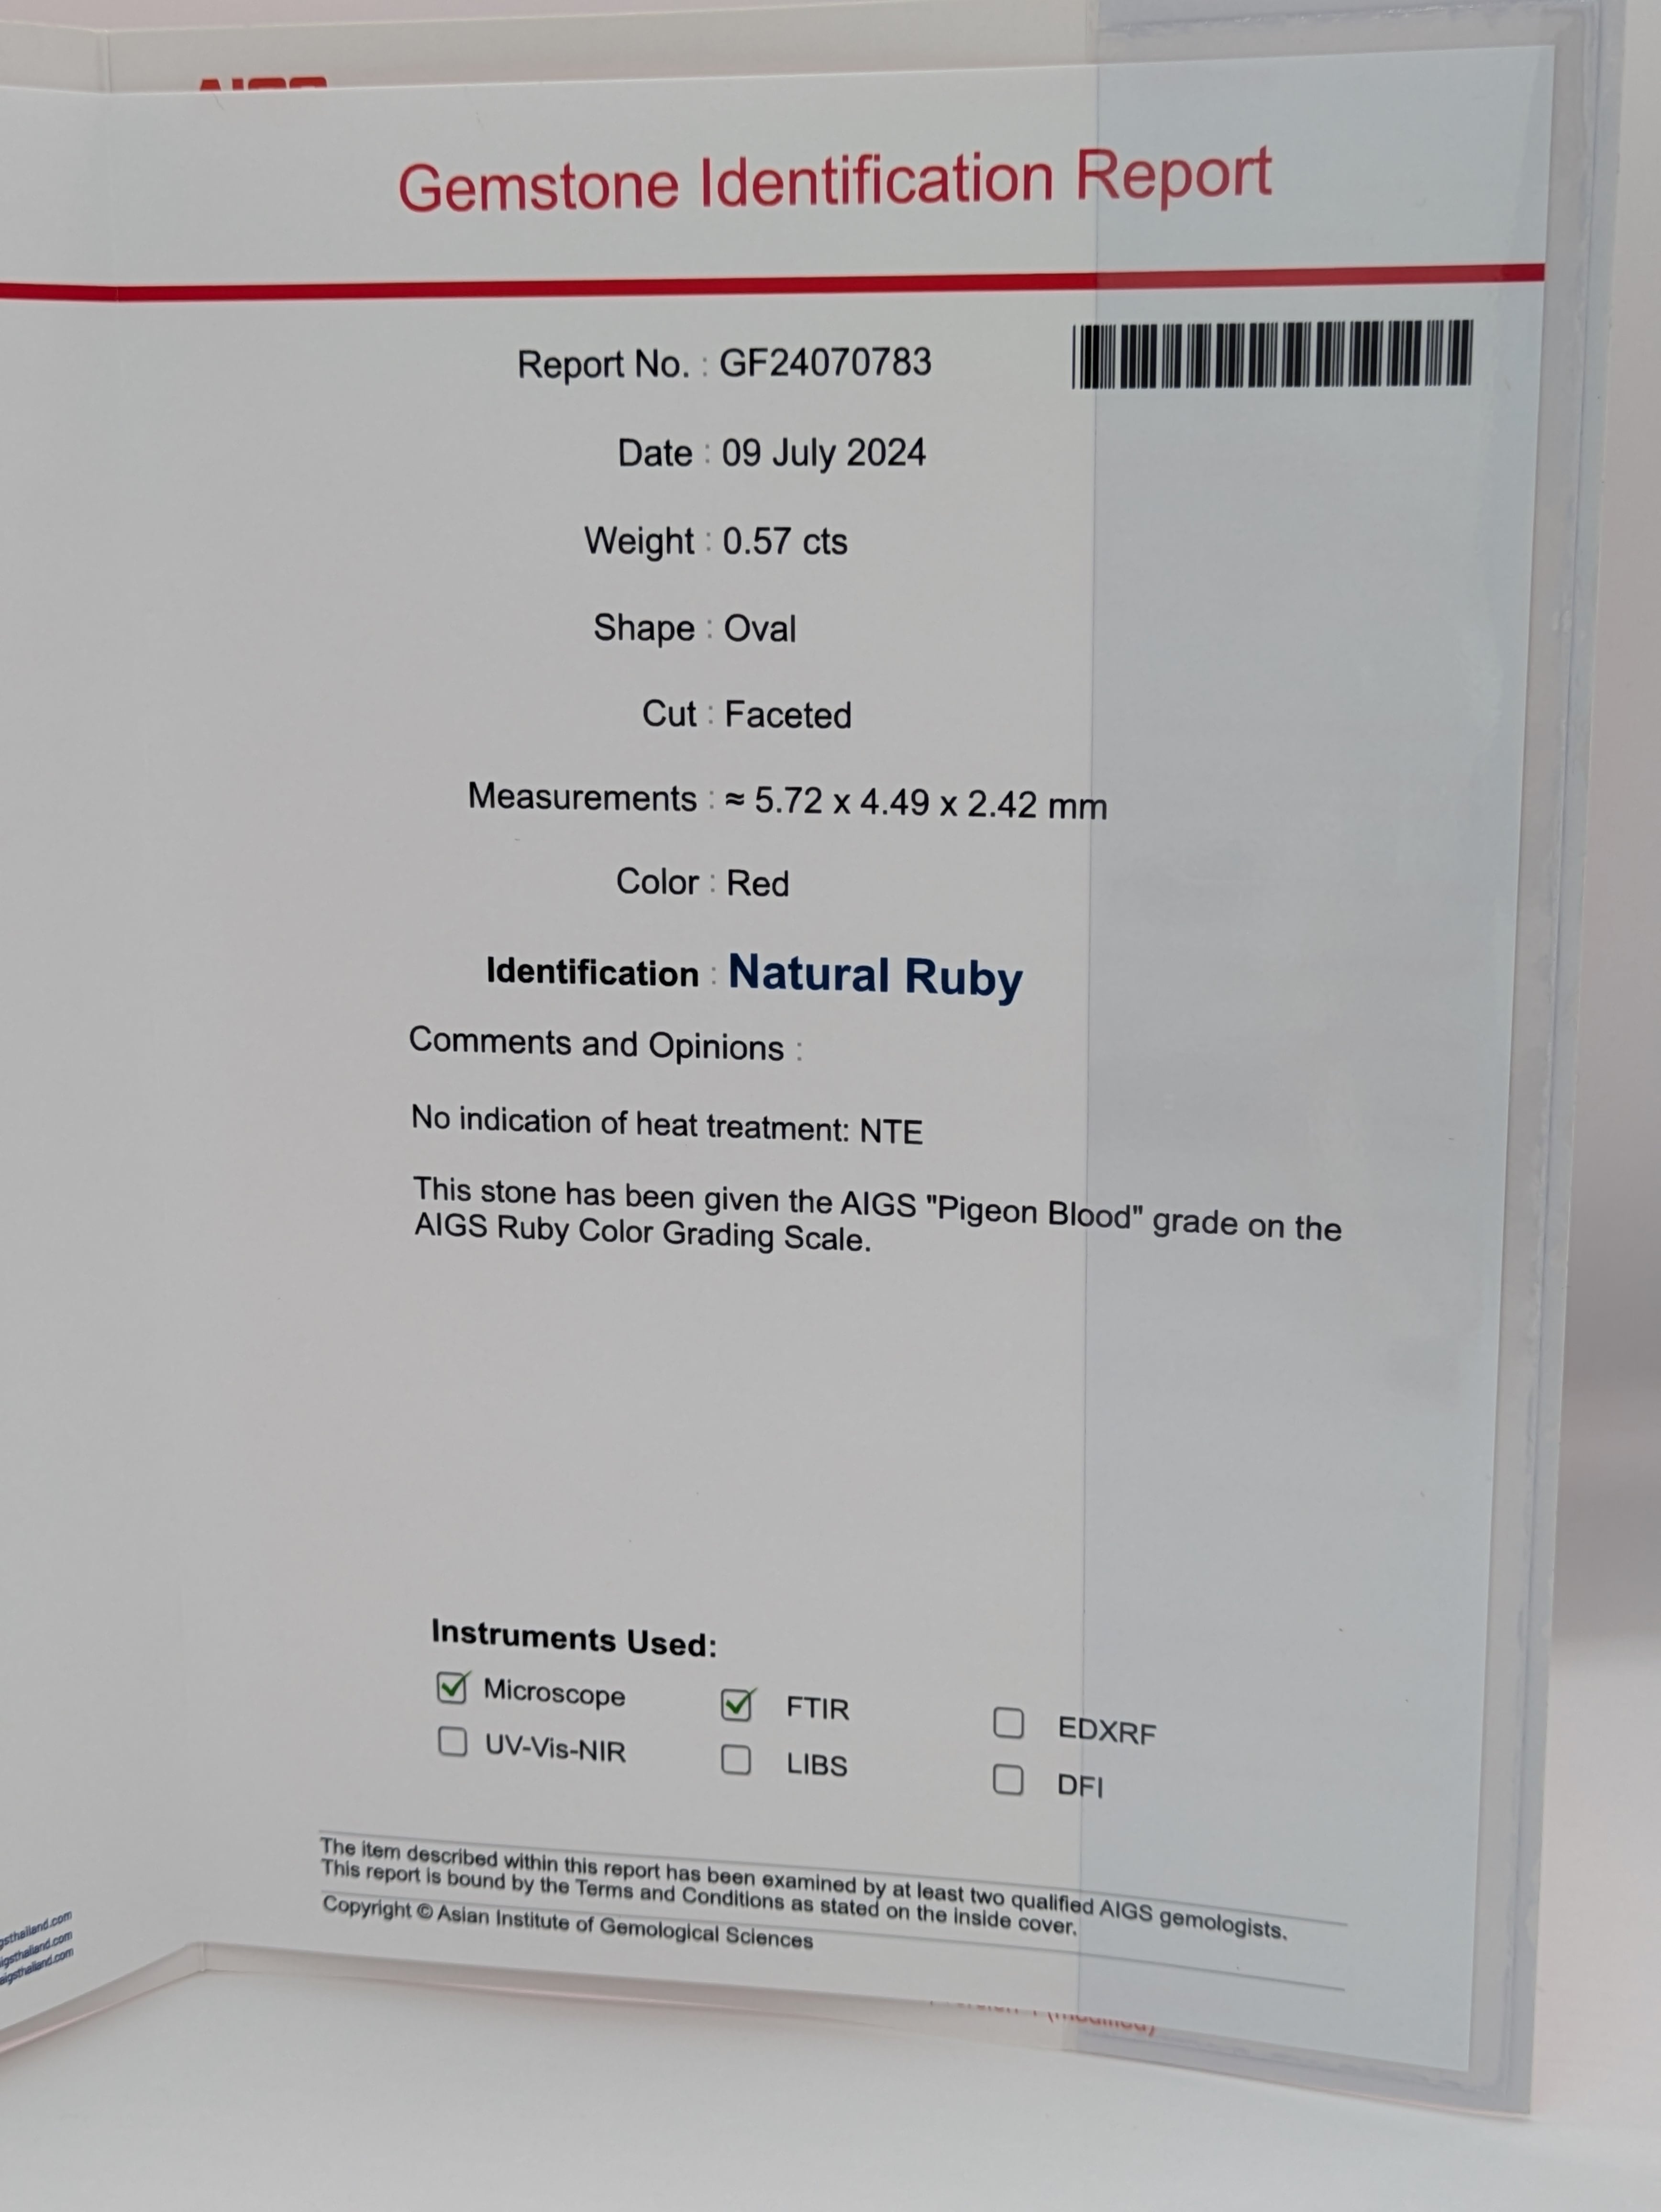 Gemstone Identification Report
Report No. : GF24070783
Date : 09 July 2024
Weight : 0.57 cts
Shape : Oval
Cut : Faceted
Measurements : ≈ 5.72 x 4.49 x 2.42 mm
Color : Red
Identification : Natural Ruby
Comments and Opinions :
No indication of heat treatment: NTE
This stone has been given the AIGS "Pigeon Blood" grade on the
AIGS Ruby Color Grading Scale.
Instruments Used:
Microscope FTIR EDXRF
UV-Vis-NIR LIBS DFI
The item described within this report has been examined by at least two qualified AIGS gemologists.
This report is bound by the Terms and Conditions as stated on the inside cover.
Copyright © Asian Institute of Gemological Sciences